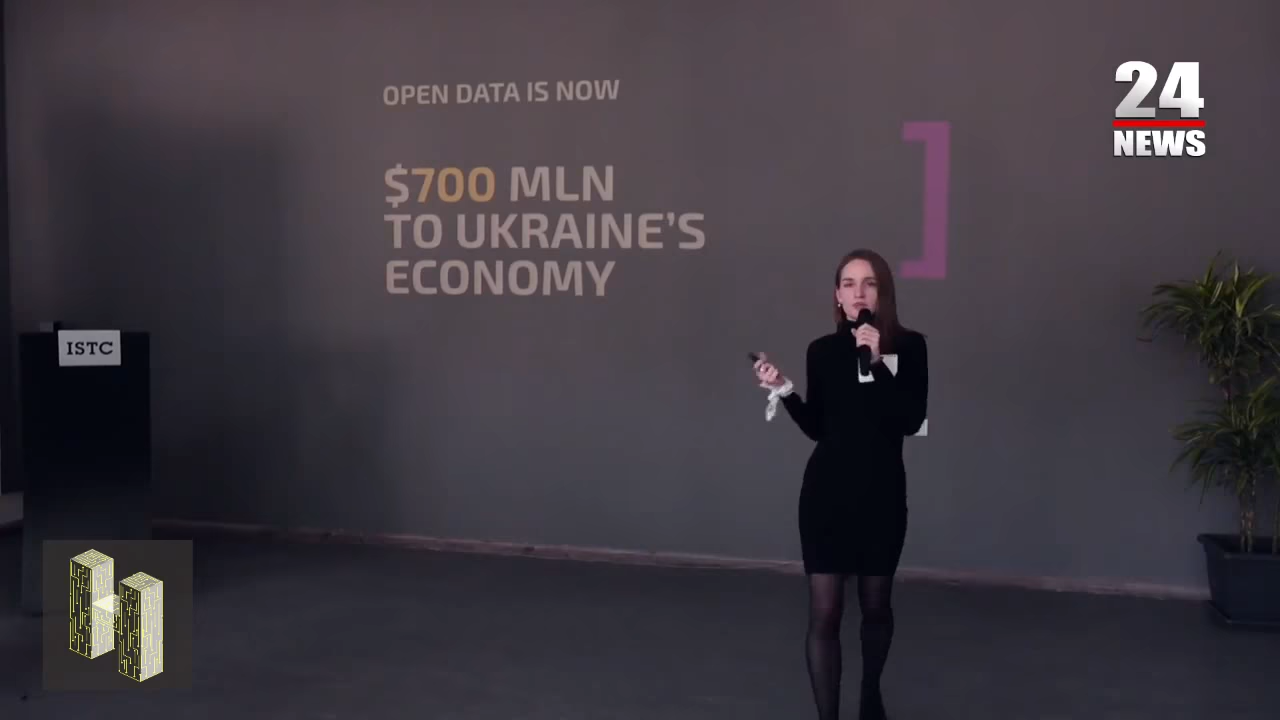 OPEN DATA IS NOW
$700 MLN
TO UKRAINE'S
ECONOMY
24
NEWS
ISTC